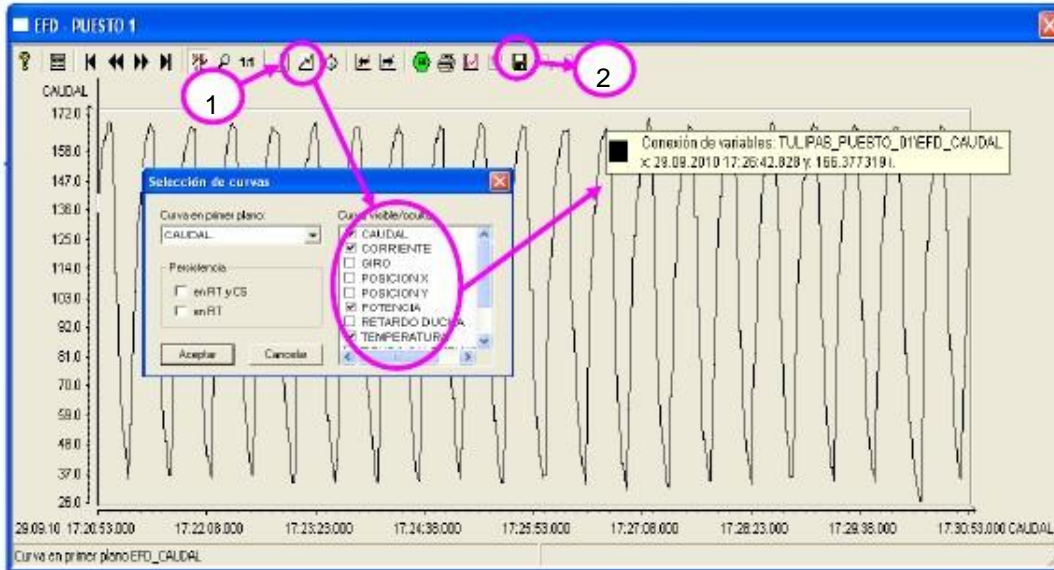 EFD - PUESTO 1
1:1
1
2
CAUDAL
172.0
158.0
147.0
136.0
125.0
114.0
103.0
92.0
81.0
70.0
59.0
48.0
37.0
26.0
Conexión de variables: TULIPAS_PUESTO_01\EFD_CAUDAL
x: 29.09.2010 17:26:42.828 y: 166.377319 i.
Selección de curvas
Curva en primer plano:
CAUDAL
Persistencia
en RT y CS
en RT
Aceptar
Cancelar
Curva visible/oculta
CAUDAL
CORRIENTE
GIRO
POSICION X
POSICION Y
POTENCIA
RETARDO DUCHA
TEMPERATURA
29.09.10 17:20:53.000 17:22:08.000 17:23:23.000 17:24:38.000 17:25:53.000 17:27:08.000 17:28:23.000 17:29:38.000 17:30:53.000 CAUDAL
Curva en primer plano EFD_CAUDAL